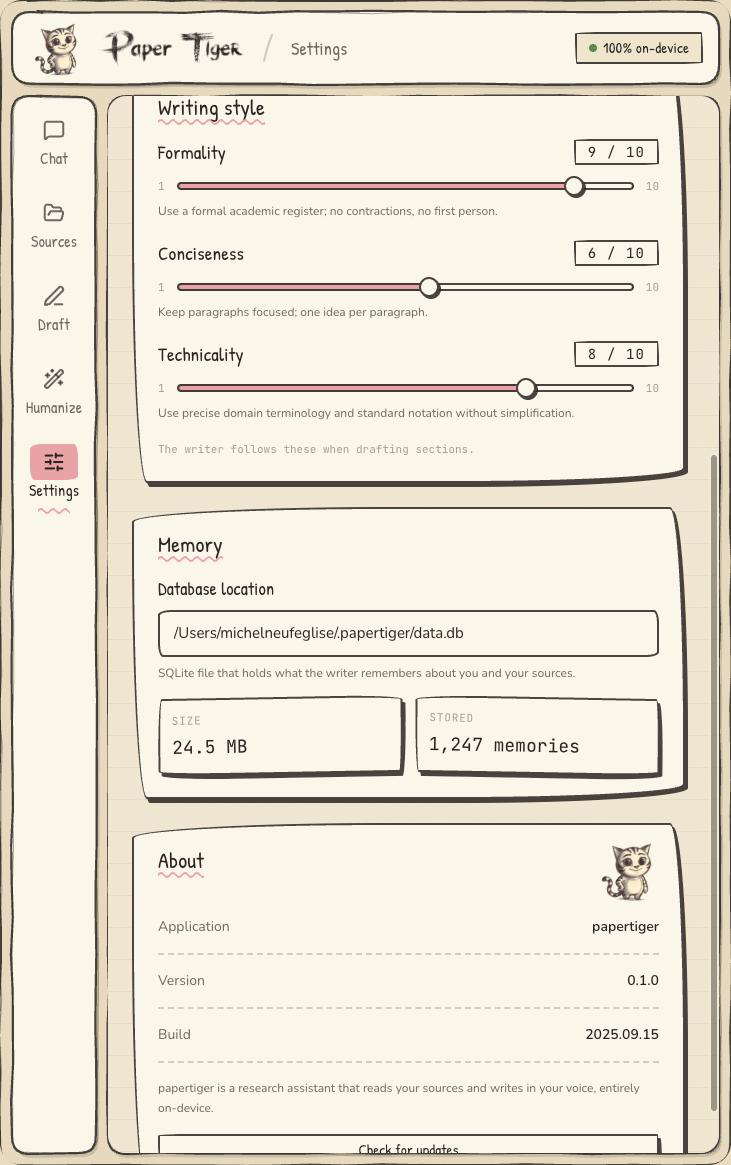 Paper Tiger / Settings
100% on-device
Chat
Sources
Draft
Humanize
Settings
Writing style
Formality
9 / 10
1
10
Use a formal academic register; no contractions, no first person.
Conciseness
6 / 10
1
10
Keep paragraphs focused; one idea per paragraph.
Technicality
8 / 10
1
10
Use precise domain terminology and standard notation without simplification.
The writer follows these when drafting sections.
Memory
Database location
/Users/michelneufeglise/.papertiger/data.db
SQLite file that holds what the writer remembers about you and your sources.
SIZE
24.5 MB
STORED
1,247 memories
About
Application
papertiger
Version
0.1.0
Build
2025.09.15
papertiger is a research assistant that reads your sources and writes in your voice, entirely
on-device.
Check for updates